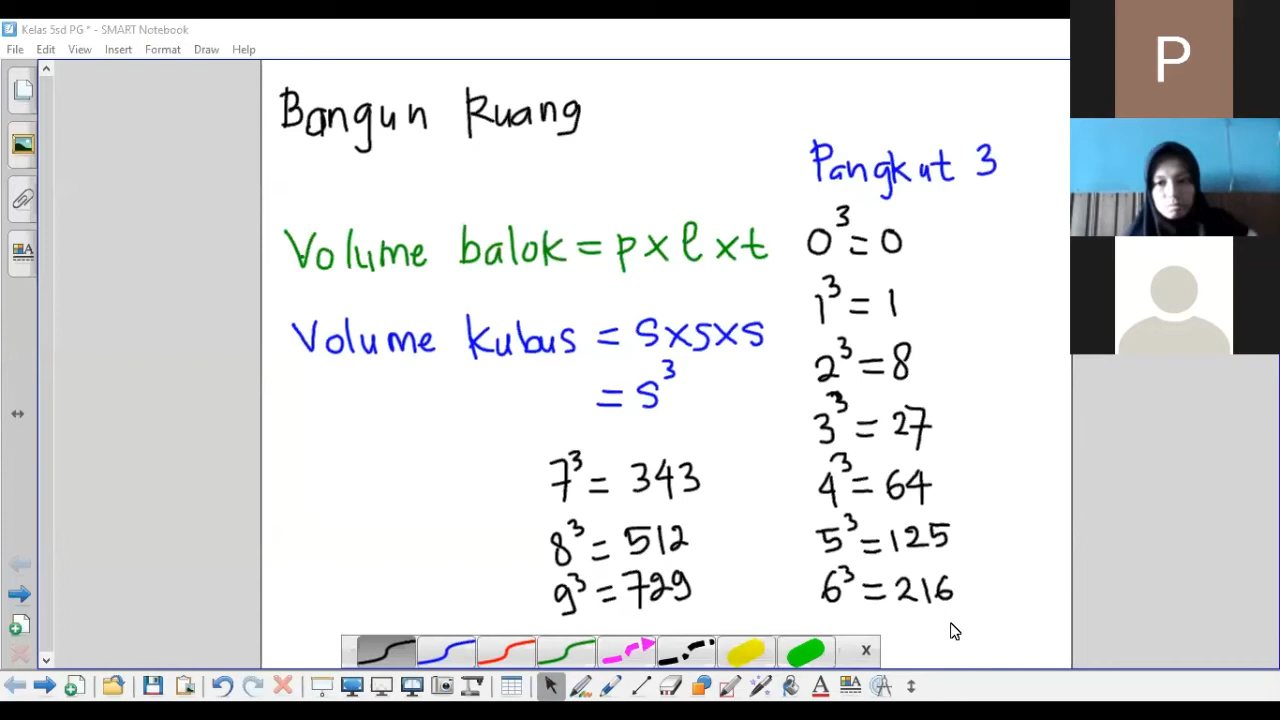 Kelas 5sd PG * - SMART Notebook
File Edit View Insert Format Draw Help
Bangun Ruang
Volume balok = p x l x t
Volume kubus = s x s x s
= s³
7³ = 343
8³ = 512
9³ = 729
Pangkat 3
0³ = 0
1³ = 1
2³ = 8
3³ = 27
4³ = 64
5³ = 125
6³ = 216
P
x